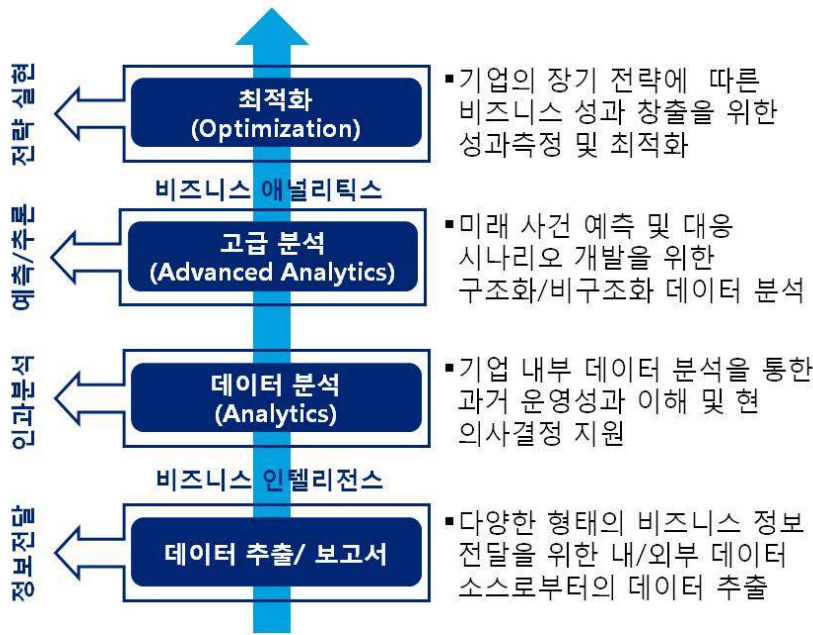 전략 실현
최적화
(Optimization)
▪기업의 장기 전략에 따른
비즈니스 성과 창출을 위한
성과측정 및 최적화
비즈니스 애널리틱스
예측/추론
고급 분석
(Advanced Analytics)
▪미래 사건 예측 및 대응
시나리오 개발을 위한
구조화/비구조화 데이터 분석
인과분석
데이터 분석
(Analytics)
▪기업 내부 데이터 분석을 통한
과거 운영성과 이해 및 현
의사결정 지원
비즈니스 인텔리전스
정보전달
데이터 추출/ 보고서
▪다양한 형태의 비즈니스 정보
전달을 위한 내/외부 데이터
소스로부터의 데이터 추출